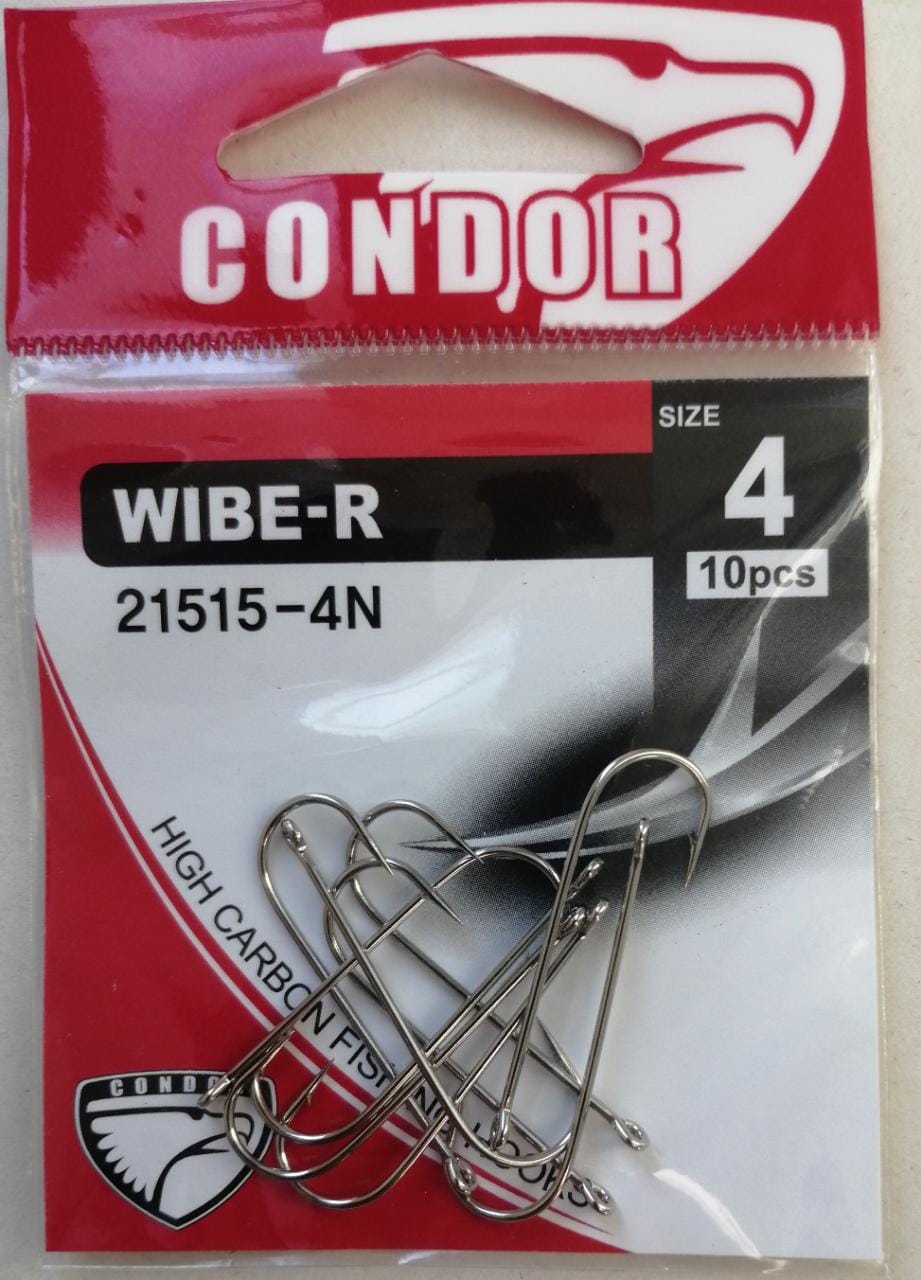 CONDOR
SIZE
4
10pcs
WIBE-R
21515-4N
HIGH CARBON FISHING HOOKS
CONDOR